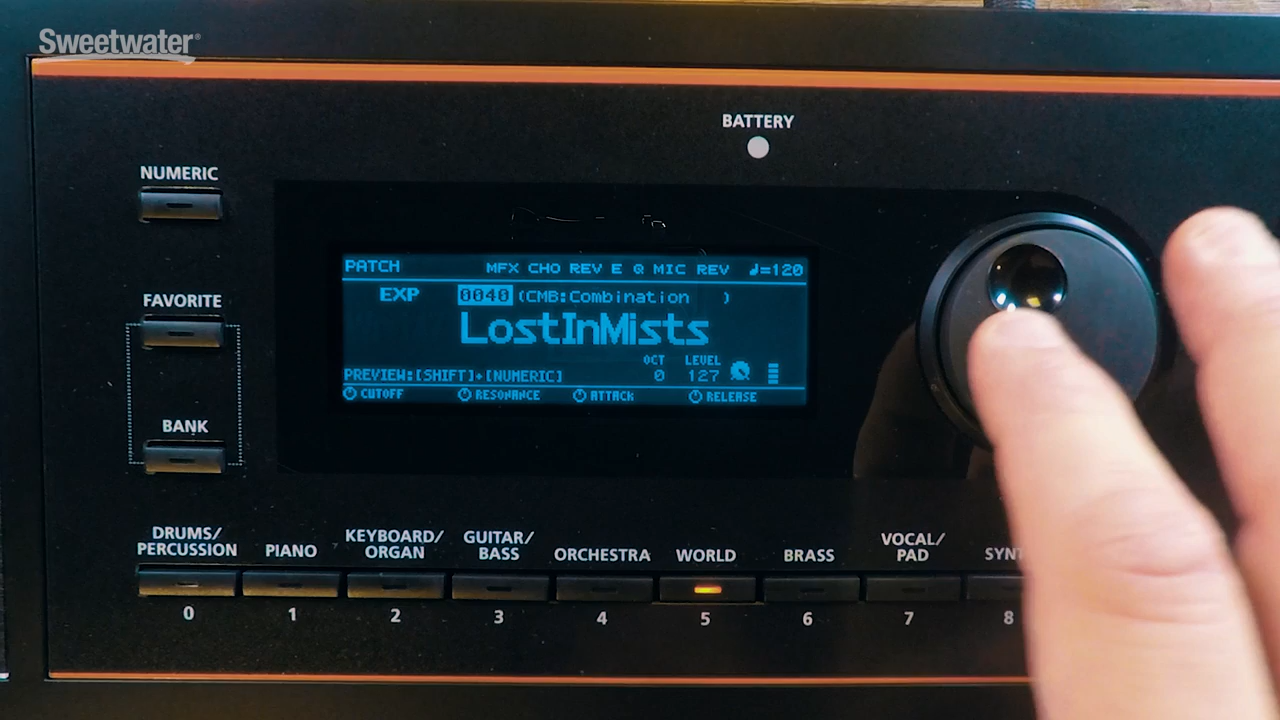 Sweetwater®
BATTERY
NUMERIC
PATCH MFX CHO REV E Q MIC REV ♩=120
EXP 0040 (CMB:Combination )
LostInMists
OCT LEVEL
PREVIEW:[SHIFT]+[NUMERIC] 0 127
CUTOFF RESONANCE ATTACK RELEASE
FAVORITE
BANK
DRUMS/
PERCUSSION
PIANO
KEYBOARD/
ORGAN
GUITAR/
BASS
ORCHESTRA
WORLD
BRASS
VOCAL/
PAD
0 1 2 3 4 5 6 7 8